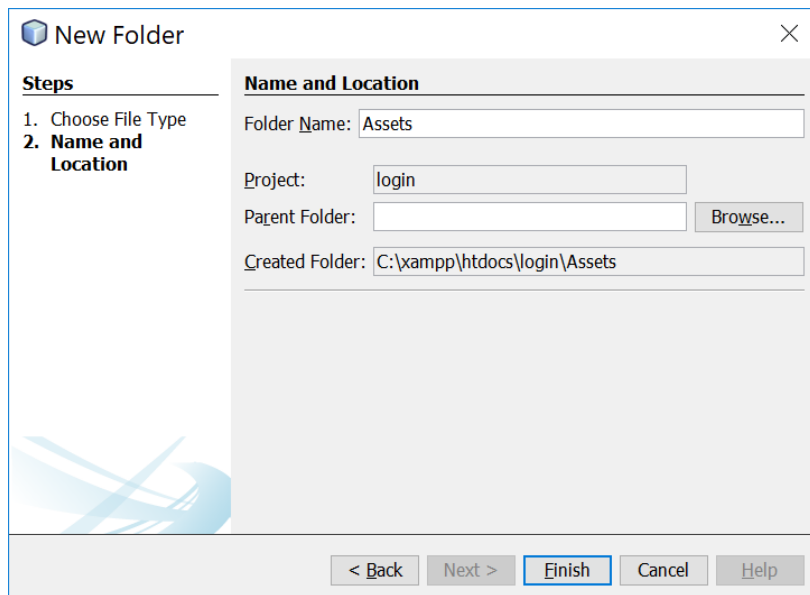 New Folder
Steps
1. Choose File Type
2. Name and
Location
Name and Location
Folder Name: Assets
Project: login
Parent Folder: Browse...
Created Folder: C:\xampp\htdocs\login\Assets
< Back Next > Finish Cancel Help